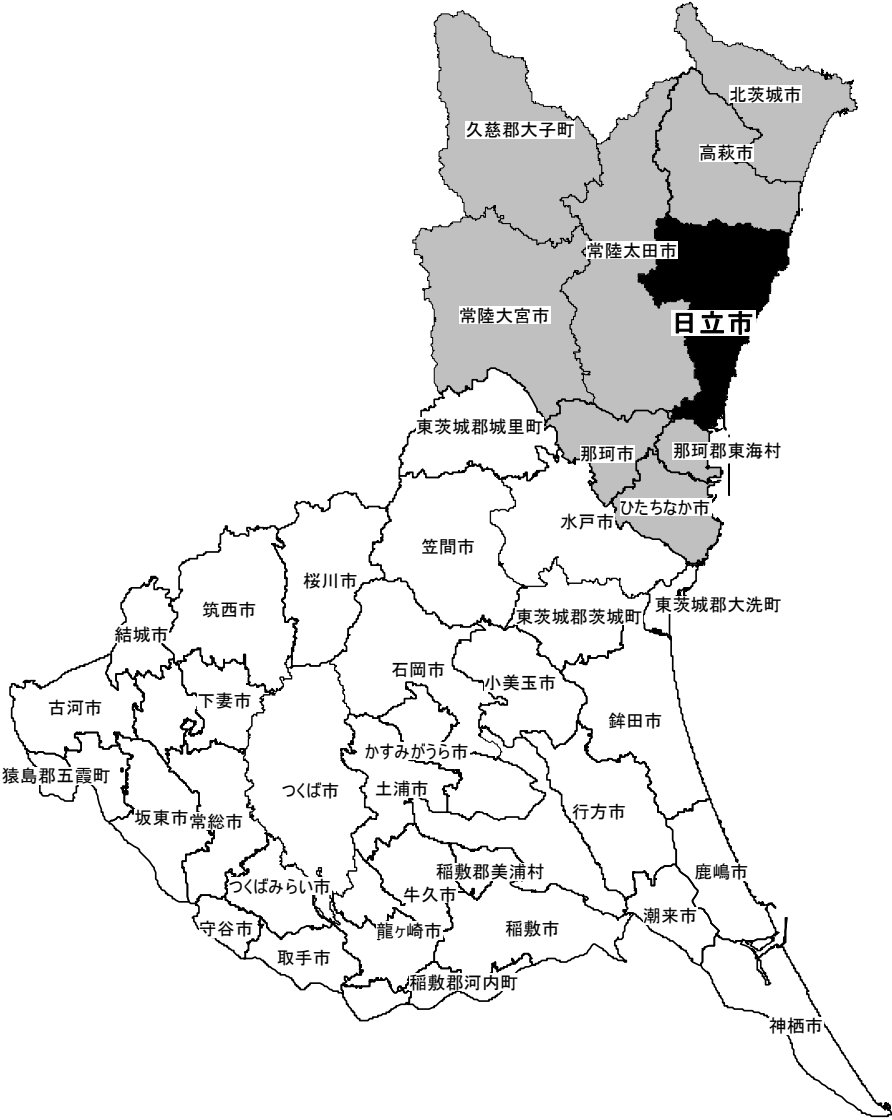 北茨城市
久慈郡大子町
高萩市
常陸太田市
常陸大宮市
日立市
東茨城郡城里町
那珂市
那珂郡東海村
ひたちなか市
水戸市
笠間市
桜川市
筑西市
東茨城郡大洗町
東茨城郡茨城町
結城市
石岡市
小美玉市
下妻市
古河市
鉾田市
かすみがうら市
猿島郡五霞町
つくば市
土浦市
行方市
坂東市
常総市
稲敷郡美浦村
鹿嶋市
つくばみらい市
牛久市
潮来市
守谷市
龍ヶ崎市
稲敷市
取手市
稲敷郡河内町
神栖市